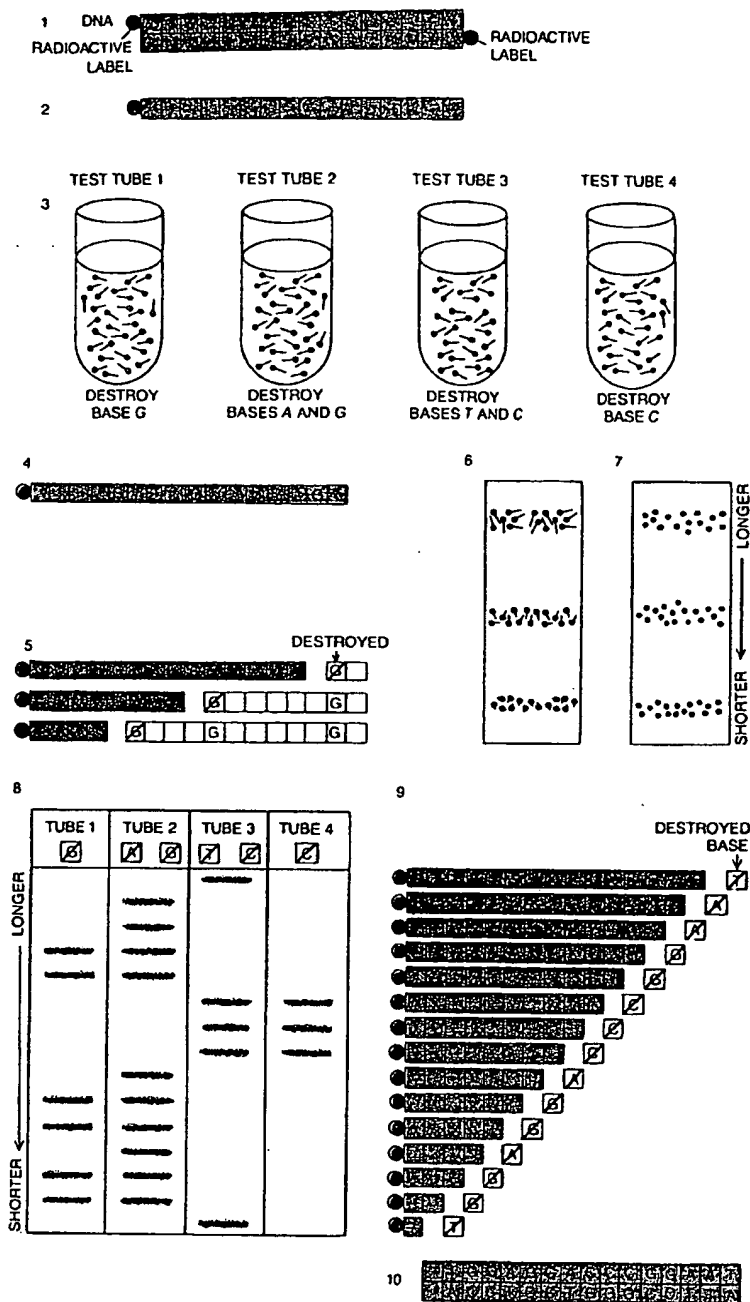 1 DNA
RADIOACTIVE
LABEL
RADIOACTIVE
LABEL
2
TEST TUBE 1 TEST TUBE 2 TEST TUBE 3 TEST TUBE 4
3
DESTROY
BASE G
DESTROY
BASES A AND G
DESTROY
BASES T AND C
DESTROY
BASE C
4
6 7
LONGER
SHORTER
5
DESTROYED
G
G G
G G G
8
TUBE 1 TUBE 2 TUBE 3 TUBE 4
G A G T C C
LONGER
SHORTER
9
DESTROYED
BASE
T
A
A
G
G
C
C
C
A
G
G
A
G
G
T
10